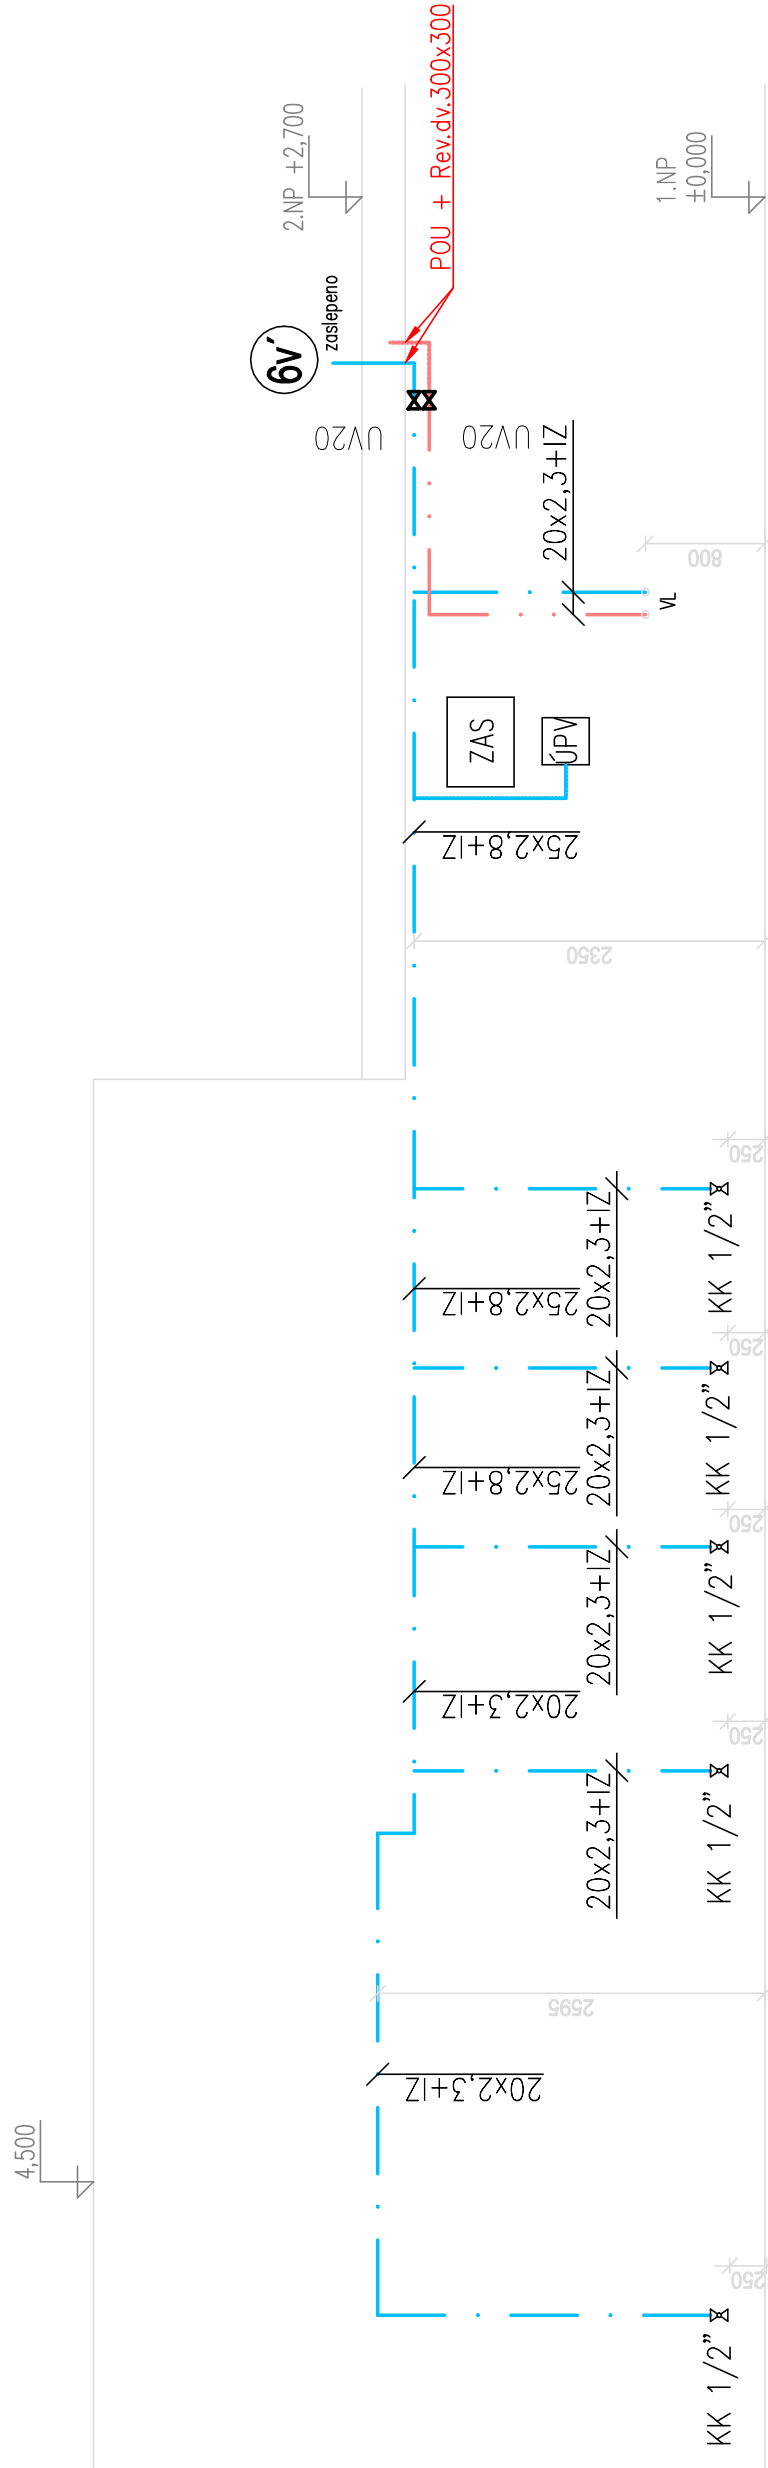 POU + Rev.dv.300x300
2.NP +2,700
1.NP
±0,000
6v´
zaslepeno
UV20
UV20
20x2,3+IZ
800
VL
ZAS
ÚPV
25x2,8+IZ
2350
250
20x2,3+IZ
KK 1/2"
25x2,8+IZ
250
20x2,3+IZ
KK 1/2"
25x2,8+IZ
250
20x2,3+IZ
KK 1/2"
20x2,3+IZ
250
20x2,3+IZ
KK 1/2"
2595
20x2,3+IZ
4,500
250
KK 1/2"